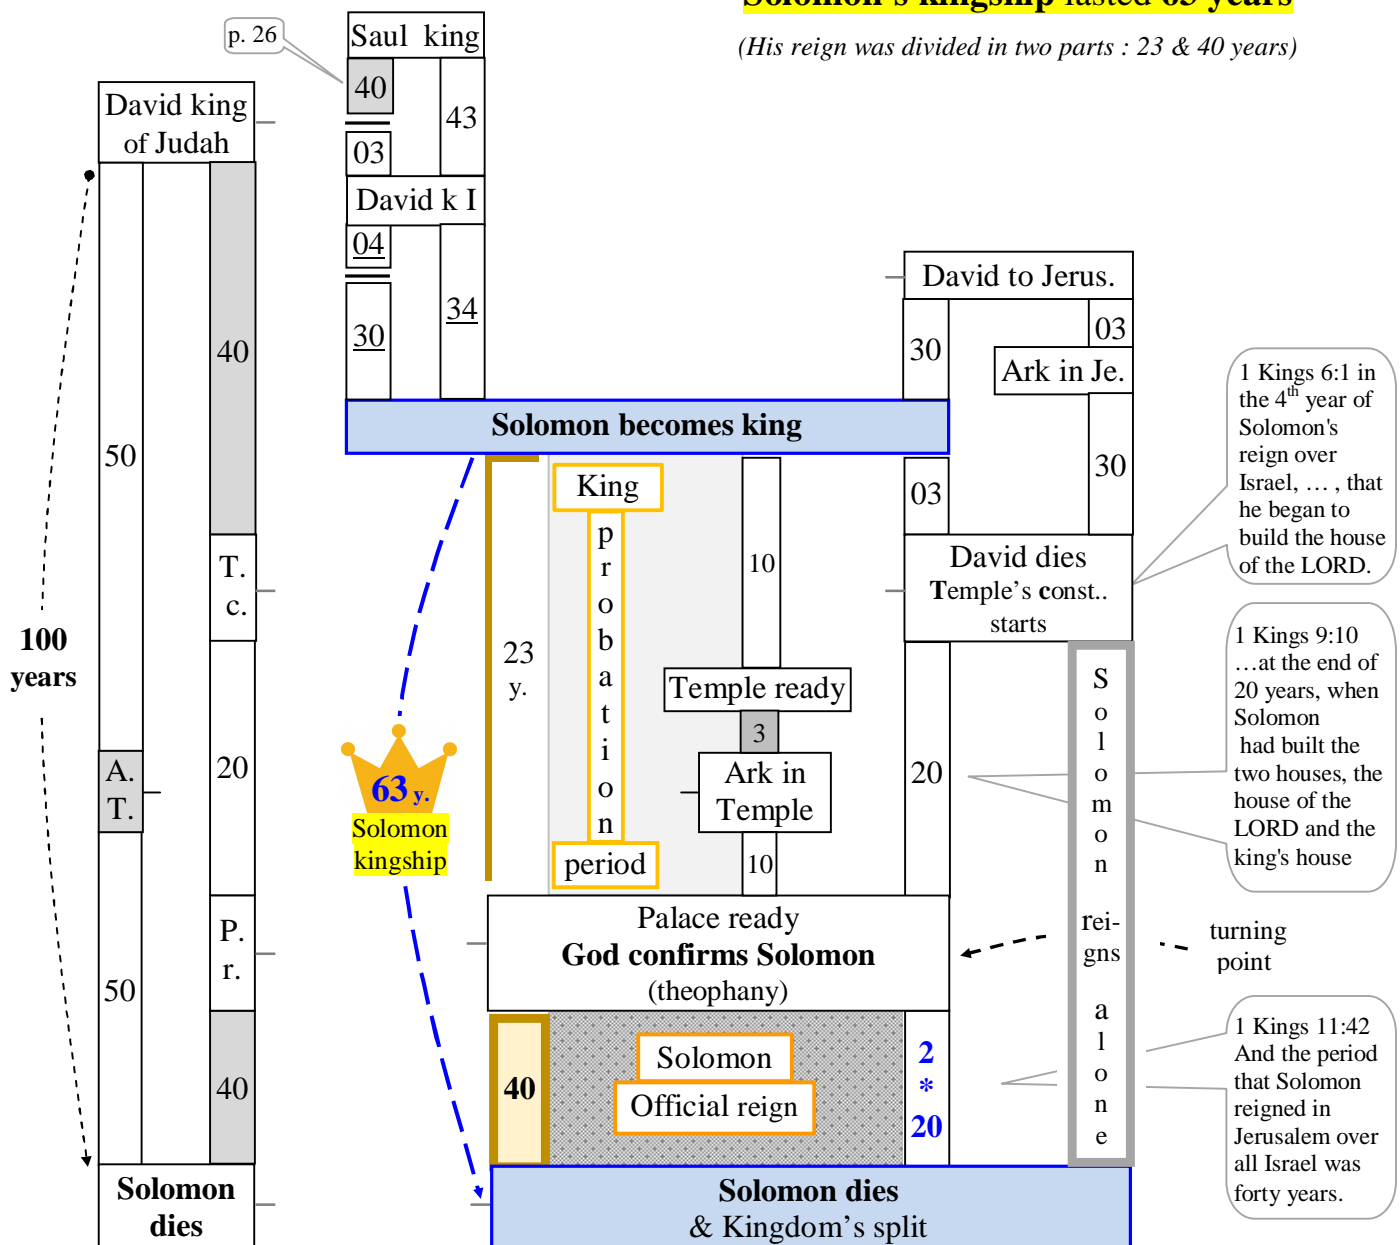 Solomon's kingship lasted 63 years
(His reign was divided in two parts : 23 & 40 years)
p. 26
Saul king
40
43
03
David k I
04
30
34
David king
of Judah
40
50
T.
c.
100
years
20
A.
T.
P.
r.
50
40
Solomon
dies
David to Jerus.
30
03
Ark in Je.
30
Solomon becomes king
03
David dies
Temple's const..
starts
King
probation
period
23
y.
10
Temple ready
3
Ark in
Temple
10
20
63 y.
Solomon
kingship
Palace ready
God confirms Solomon
(theophany)
turning
point
Solomon
rei-
gns
alone
40
Solomon
Official reign
2
*
20
Solomon dies
& Kingdom's split
1 Kings 6:1 in
the 4th year of
Solomon's
reign over
Israel, … , that
he began to
build the house
of the LORD.
1 Kings 9:10
…at the end of
20 years, when
Solomon
had built the
two houses, the
house of the
LORD and the
king's house
1 Kings 11:42
And the period
that Solomon
reigned in
Jerusalem over
all Israel was
forty years.